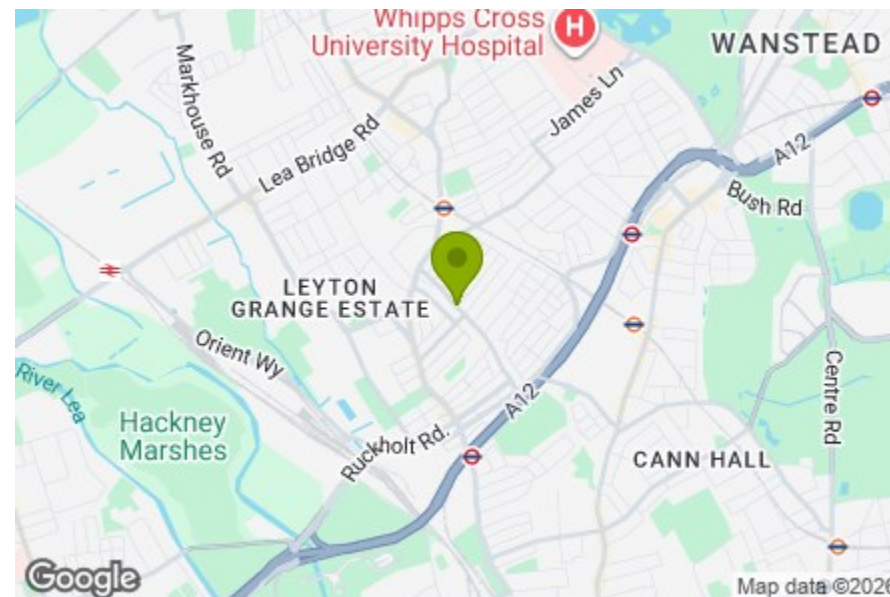 Whipps Cross
University Hospital
H
WANSTEAD
Markhouse Rd
James Ln
Lea Bridge Rd
A12
Bush Rd
LEYTON
GRANGE ESTATE
Orient Wy
River Lea
Centre Rd
A12
Hackney
Marshes
Ruckholt Rd.
CANN HALL
Google
Map data ©2026